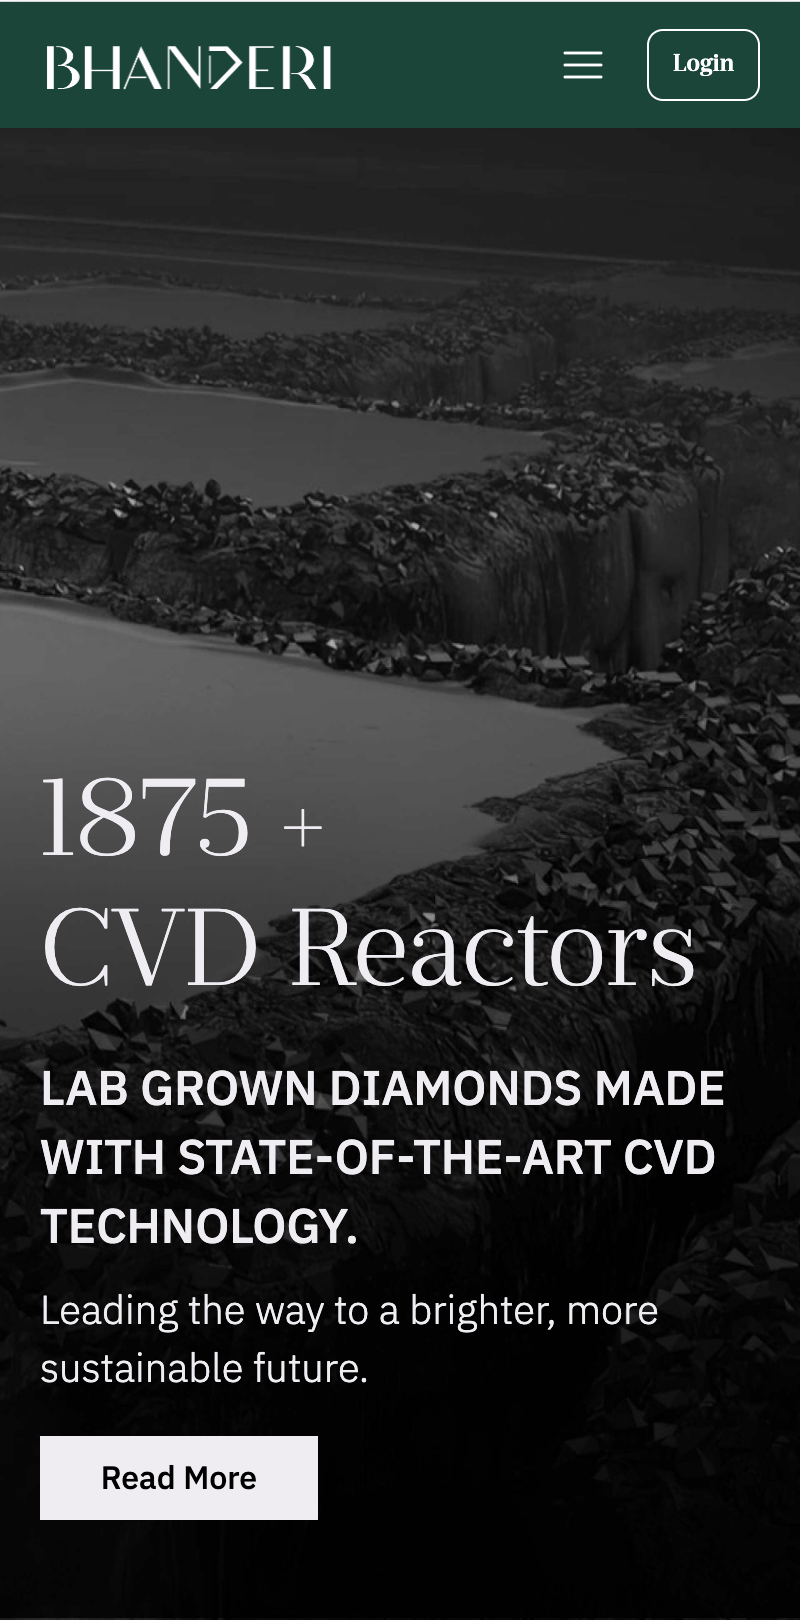 BHANDERI
Login
1875 +
CVD Reactors
LAB GROWN DIAMONDS MADE
WITH STATE-OF-THE-ART CVD
TECHNOLOGY.
Leading the way to a brighter, more
sustainable future.
Read More